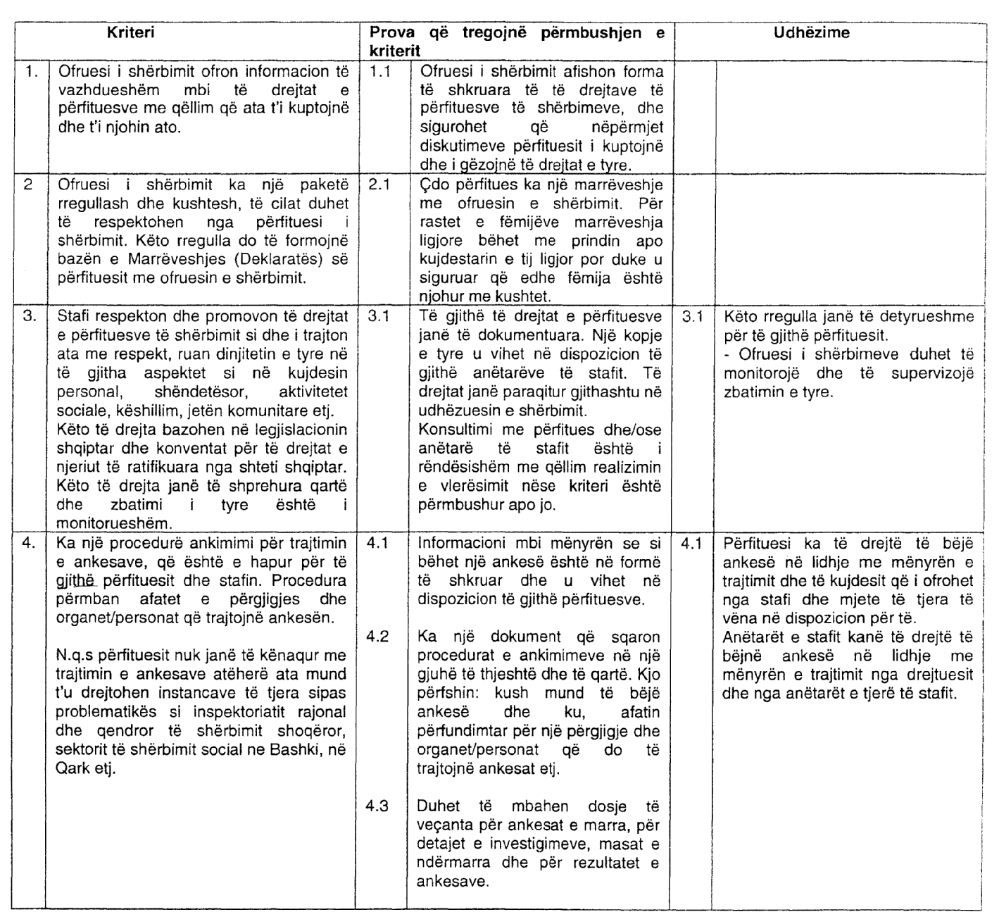 Kriteri
Prova që tregojnë përmbushjen e
kriterit
Udhëzime
1.
Ofruesi i shërbimit ofron informacion të
vazhdueshëm mbi të drejtat e
përfituesve me qëllim që ata t'i kuptojnë
dhe t'i njohin ato.
1.1
Ofruesi i shërbimit afishon forma
të shkruara të të drejtave të
përfituesve të shërbimeve, dhe
sigurohet që nëpërmjet
diskutimeve përfituesit i kuptojnë
dhe i gëzojnë të drejtat e tyre.
2
Ofruesi i shërbimit ka një paketë
rregullash dhe kushtesh, të cilat duhet
të respektohen nga përfituesi i
shërbimit. Këto rregulla do të formojnë
bazën e Marrëveshjes (Deklaratës) së
përfituesit me ofruesin e shërbimit.
2.1
Çdo përfitues ka një marrëveshje
me ofruesin e shërbimit. Për
rastet e fëmijëve marrëveshja
ligjore bëhet me prindin apo
kujdestarin e tij ligjor por duke u
siguruar që edhe fëmija është
njohur me kushtet.
3.
Stafi respekton dhe promovon të drejtat
e përfituesve të shërbimit si dhe i trajton
ata me respekt, ruan dinjitetin e tyre në
të gjitha aspektet si në kujdesin
personal, shëndetësor, aktivitetet
sociale, këshillim, jetën komunitare etj.
Këto të drejta bazohen në legjislacionin
shqiptar dhe konventat për të drejtat e
njeriut të ratifikuara nga shteti shqiptar.
Këto të drejta janë të shprehura qartë
dhe zbatimi i tyre është i
monitorueshëm.
3.1
Të gjithë të drejtat e përfituesve
janë të dokumentuara. Një kopje
e tyre u vihet në dispozicion të
gjithë anëtarëve të stafit. Të
drejtat janë paraqitur gjithashtu në
udhëzuesin e shërbimit.
Konsultimi me përfitues dhe/ose
anëtarë të stafit është i
rëndësishëm me qëllim realizimin
e vlerësimit nëse kriteri është
përmbushur apo jo.
3.1
Këto rregulla janë të detyrueshme
për të gjithë përfituesit.
- Ofruesi i shërbimeve duhet të
monitorojë dhe të supervizojë
zbatimin e tyre.
4.
Ka një procedurë ankimimi për trajtimin
e ankesave, që është e hapur për të
gjithë përfituesit dhe stafin. Procedura
përmban afatet e përgjigjes dhe
organet/personat që trajtojnë ankesën.
N.q.s përfituesit nuk janë të kënaqur me
trajtimin e ankesave atëherë ata mund
t'u drejtohen instancave të tjera sipas
problematikës si inspektoriatit rajonal
dhe qendror të shërbimit shoqëror,
sektorit të shërbimit social ne Bashki, në
Qark etj.
4.1
Informacioni mbi mënyrën se si
bëhet një ankesë është në formë
të shkruar dhe u vihet në
dispozicion të gjithë përfituesve.
4.2
Ka një dokument që sqaron
procedurat e ankimimeve në një
gjuhë të thjeshtë dhe të qartë. Kjo
përfshin: kush mund të bëjë
ankesë dhe ku, afatin
përfundimtar për një përgjigje dhe
organet/personat që do të
trajtojnë ankesat etj.
4.3
Duhet të mbahen dosje të
veçanta për ankesat e marra, për
detajet e investigimeve, masat e
ndërmarra dhe për rezultatet e
ankesave.
4.1
Përfituesi ka të drejtë të bëjë
ankesë në lidhje me mënyrën e
trajtimit dhe të kujdesit që i ofrohet
nga stafi dhe mjete të tjera të
vëna në dispozicion për të.
Anëtarët e stafit kanë të drejtë të
bëjnë ankesë në lidhje me
mënyrën e trajtimit nga drejtuesit
dhe nga anëtarët e tjerë të stafit.